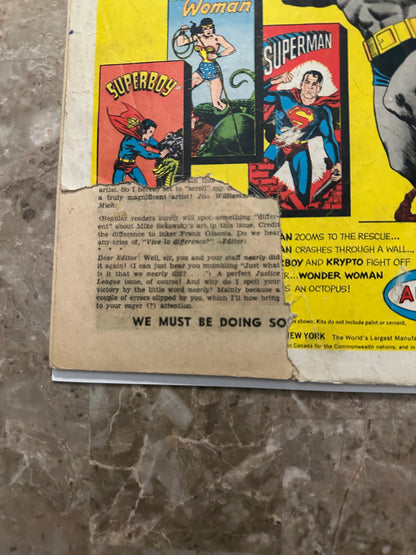 Woman
SUPERMAN
SUPERBOY
artist. So I hereby set to "scroll" my
a truly magnificent artist! Jim
Mich.
(Regular readers surely will spot something "differ-
ent" about Mike Sekowsky's art in this issue. Credit
the difference to inker Frank Giacoia. Do we hear
any cries of, "Vive la difference?" —Editor)
* * *
Dear Editor: Well, sir, you and your staff nearly did
it again! (I can just hear you mumbling "Just what
is it that we nearly did? . . .") A perfect Justice
League issue, of course! And why do I spoil your
victory by the little word nearly? Mainly because a
couple of errors slipped by you, which I'll now bring
to your eager (?) attention.
WE MUST BE DOING SO
AN ZOOMS TO THE RESCUE...
AN CRASHES THROUGH A WALL...
BOY AND KRYPTO FIGHT OFF
R...WONDER WOMAN
S AN OCTOPUS!
A
s shown. Kits do not include paint or cement.
NEW YORK The World's Largest Manufa
n Canada for the Commonwealth nations; and in